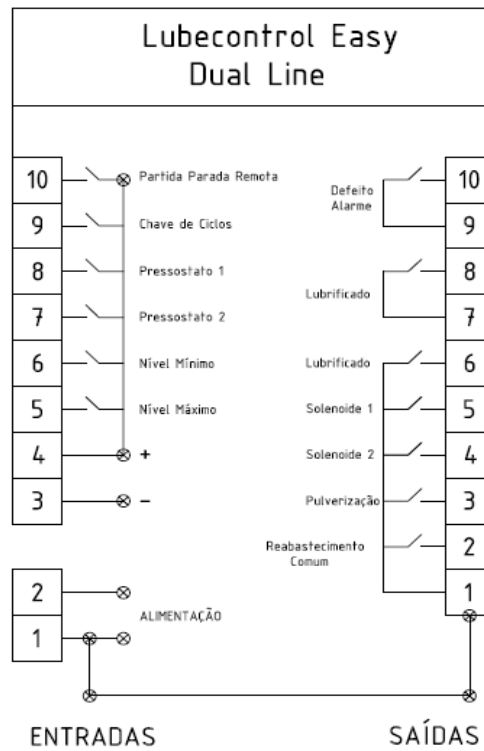 Lubecontrol Easy
Dual Line
10
Partida Parada Remota
9
Chave de Ciclos
8
Pressostato 1
7
Pressostato 2
6
Nível Mínimo
5
Nível Máximo
4
+
3
−
2
ALIMENTAÇÃO
1
ENTRADAS
Defeito
Alarme
10
9
Lubrificado
8
7
Lubrificado
6
Solenoide 1
5
Solenoide 2
4
Pulverização
3
Reabastecimento
2
Comum
1
SAÍDAS